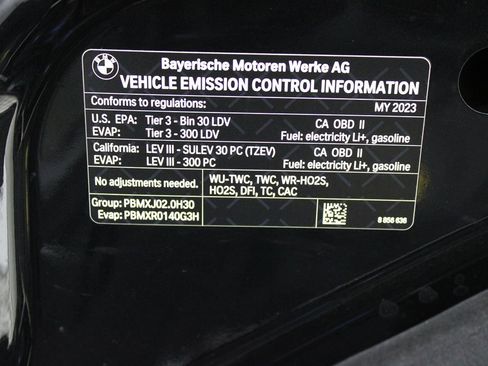 BMW
Bayerische Motoren Werke AG
VEHICLE EMISSION CONTROL INFORMATION
Conforms to regulations: MY 2023
U.S. EPA: Tier 3 - Bin 30 LDV CA OBD II
EVAP: Tier 3 - 300 LDV Fuel: electricity Li+, gasoline
California: LEV III - SULEV 30 PC (TZEV) CA OBD II
EVAP: LEV III - 300 PC Fuel: electricity Li+, gasoline
No adjustments needed. WU-TWC, TWC, WR-HO2S,
HO2S, DFI, TC, CAC
Group: PBMXJ02.0H30
Evap: PBMXR0140G3H 8 856 636